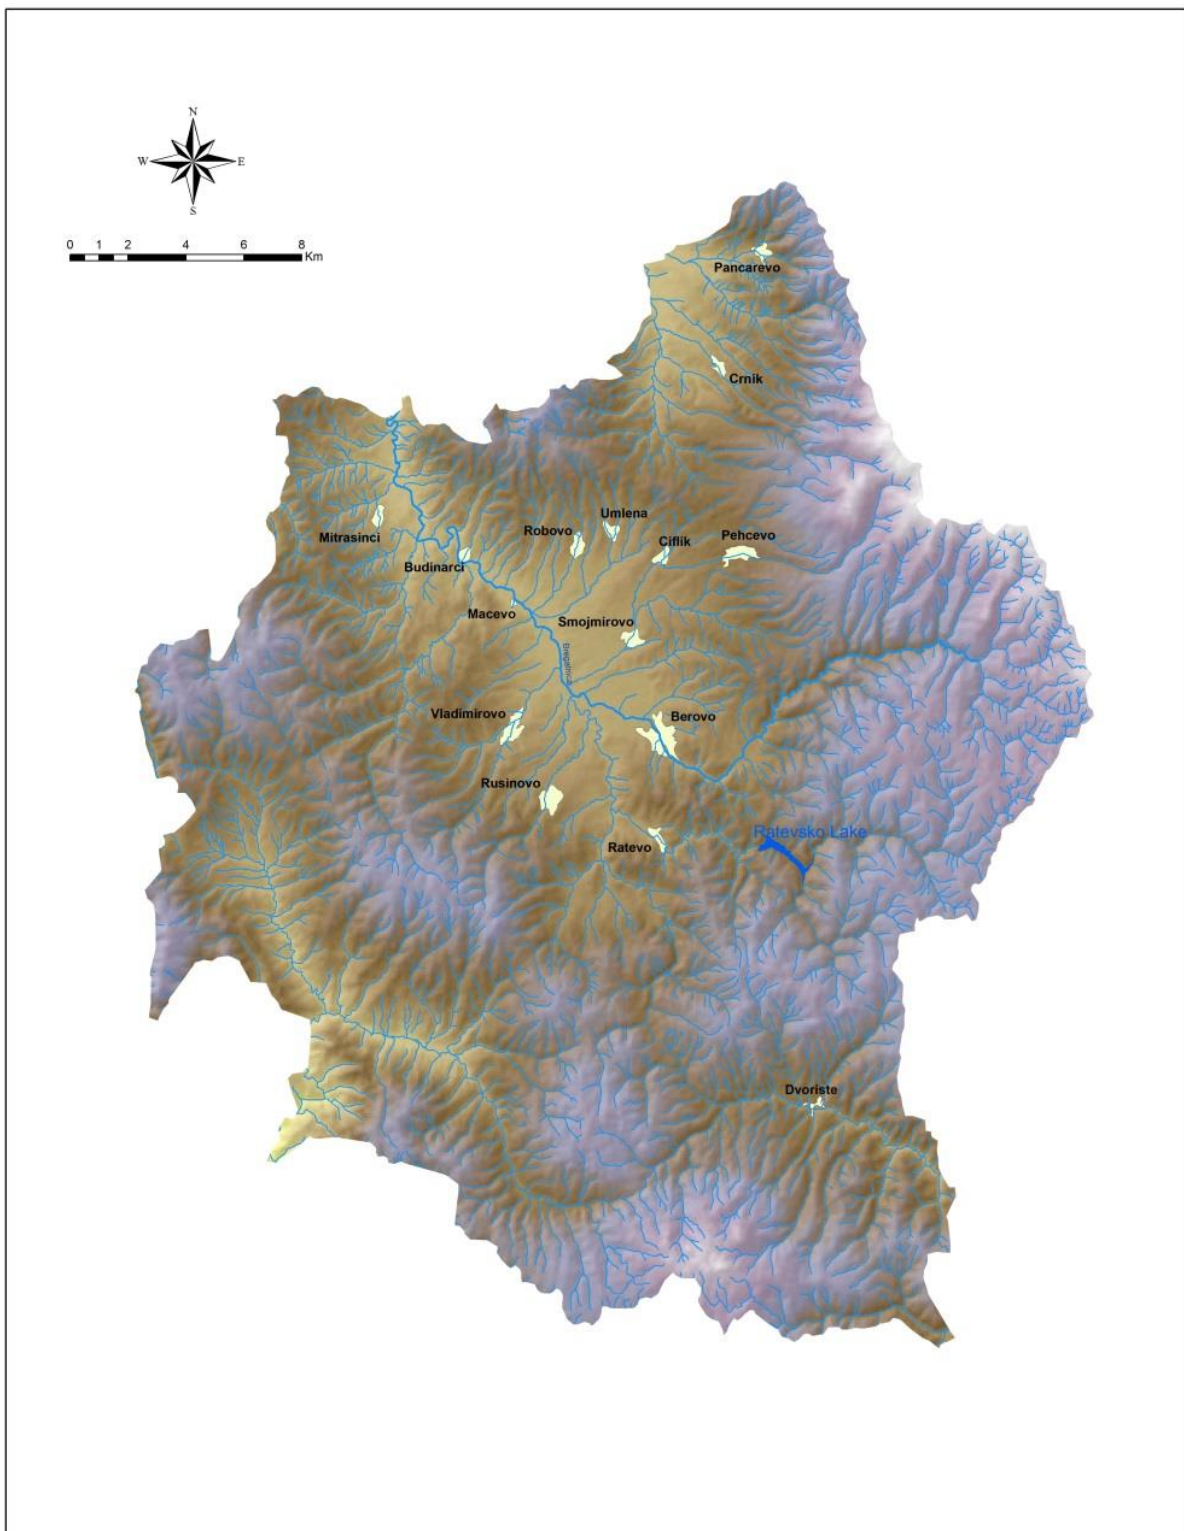 N
W E
S
0 1 2 4 6 8
Km
Pancarevo
Crnik
Umlena
Robovo
Ciflik
Pehcevo
Mitrasinci
Budinarci
Macevo
Smojmirovo
Bregalnica
Vladimirovo
Berovo
Rusinovo
Ratevsko Lake
Ratevo
Dvoriste